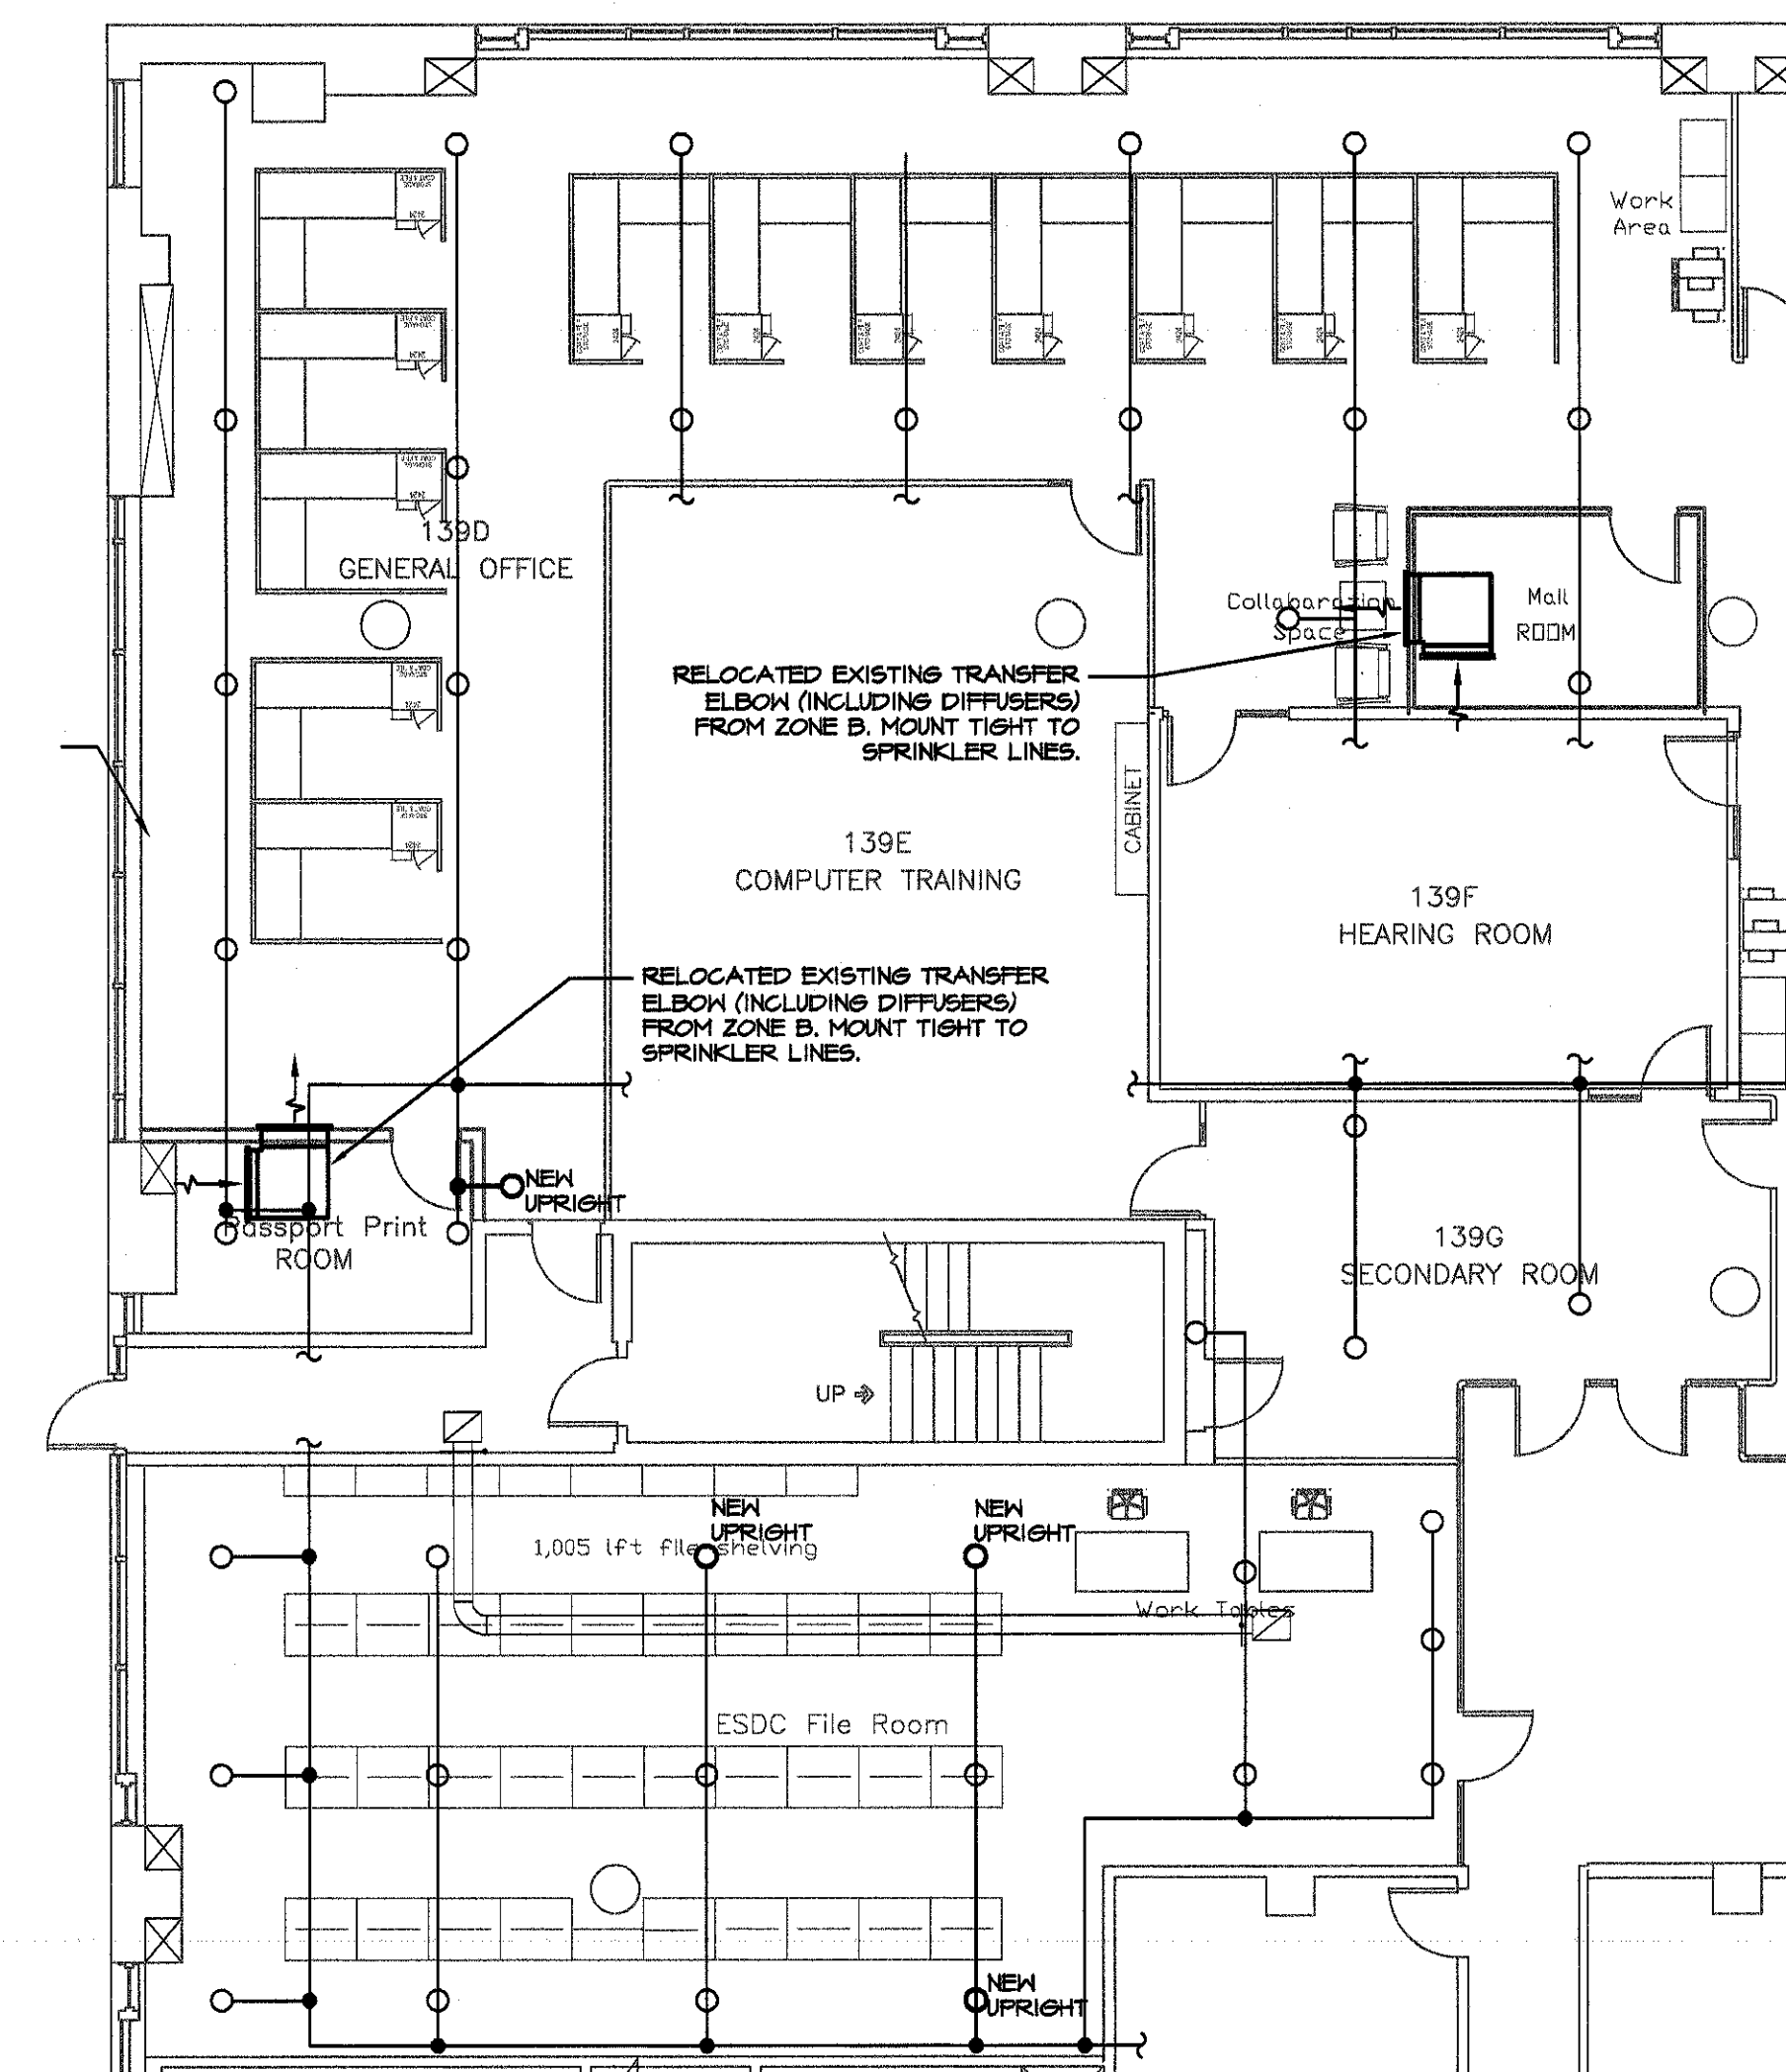 Work
Area
139D
GENERAL OFFICE
Collaboration
Space
Mail
ROOM
RELOCATED EXISTING TRANSFER
ELBOW (INCLUDING DIFFUSERS)
FROM ZONE B. MOUNT TIGHT TO
SPRINKLER LINES.
CABINET
139E
COMPUTER TRAINING
139F
HEARING ROOM
RELOCATED EXISTING TRANSFER
ELBOW (INCLUDING DIFFUSERS)
FROM ZONE B. MOUNT TIGHT TO
SPRINKLER LINES.
NEW
UPRIGHT
Passport Print
ROOM
139G
SECONDARY ROOM
UP
NEW
UPRIGHT
NEW
UPRIGHT
1,005 lft file shelving
Work Tables
ESDC File Room
NEW
UPRIGHT